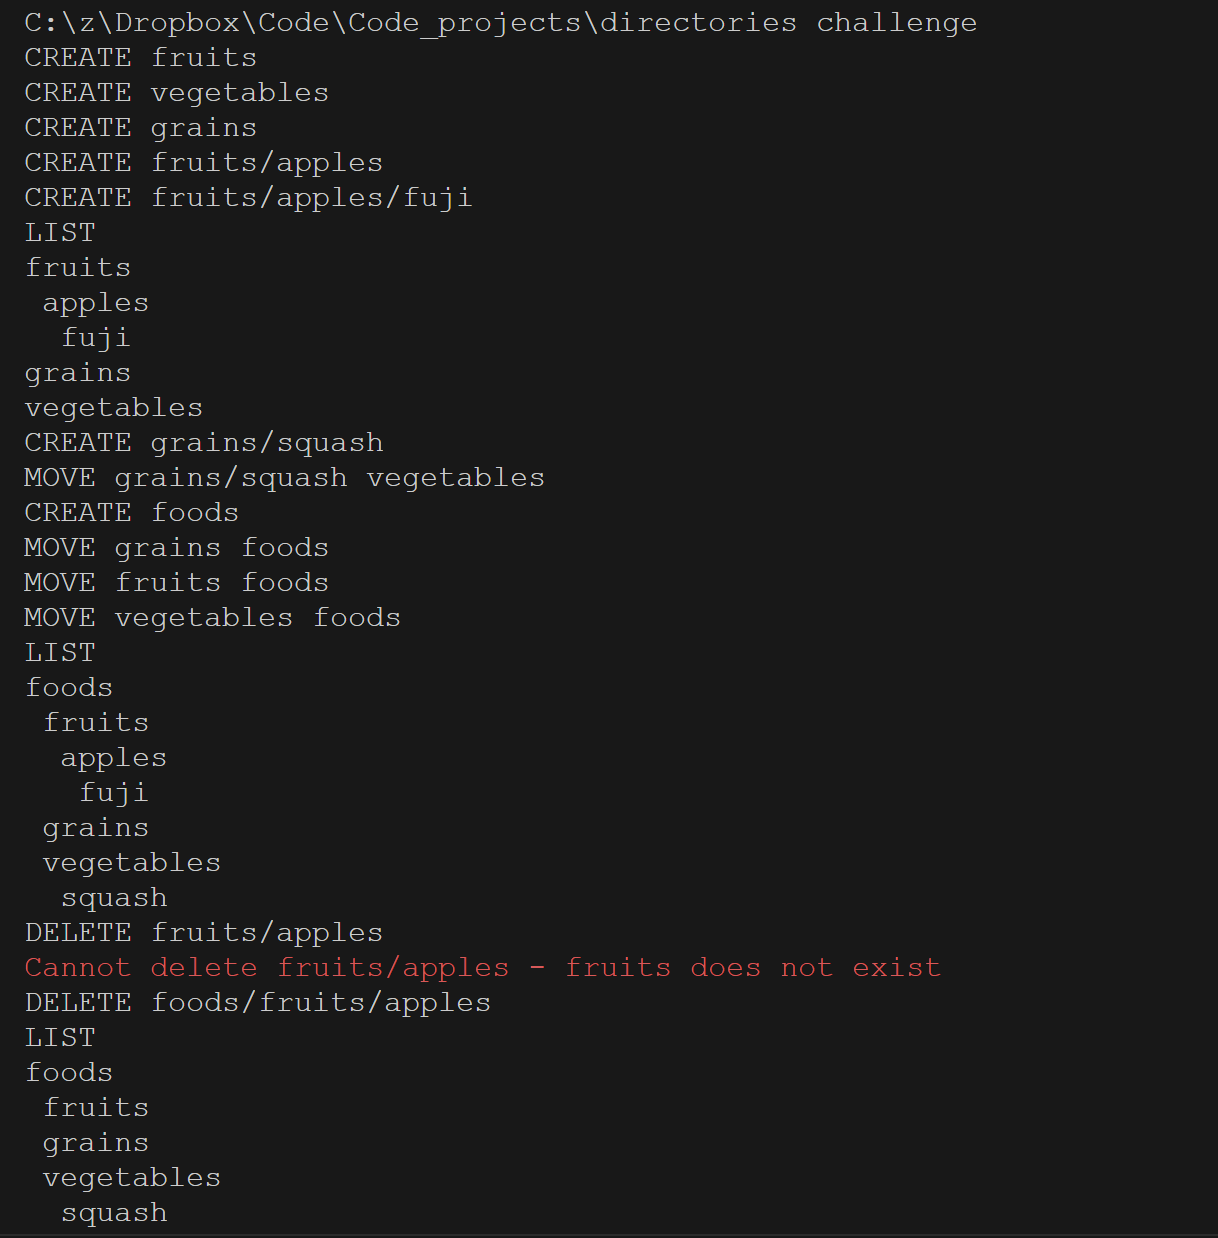 C:\z\Dropbox\Code\Code_projects\directories challenge
CREATE fruits
CREATE vegetables
CREATE grains
CREATE fruits/apples
CREATE fruits/apples/fuji
LIST
fruits
 apples
  fuji
grains
vegetables
CREATE grains/squash
MOVE grains/squash vegetables
CREATE foods
MOVE grains foods
MOVE fruits foods
MOVE vegetables foods
LIST
foods
 fruits
  apples
   fuji
 grains
 vegetables
  squash
DELETE fruits/apples
Cannot delete fruits/apples - fruits does not exist
DELETE foods/fruits/apples
LIST
foods
 fruits
 grains
 vegetables
  squash